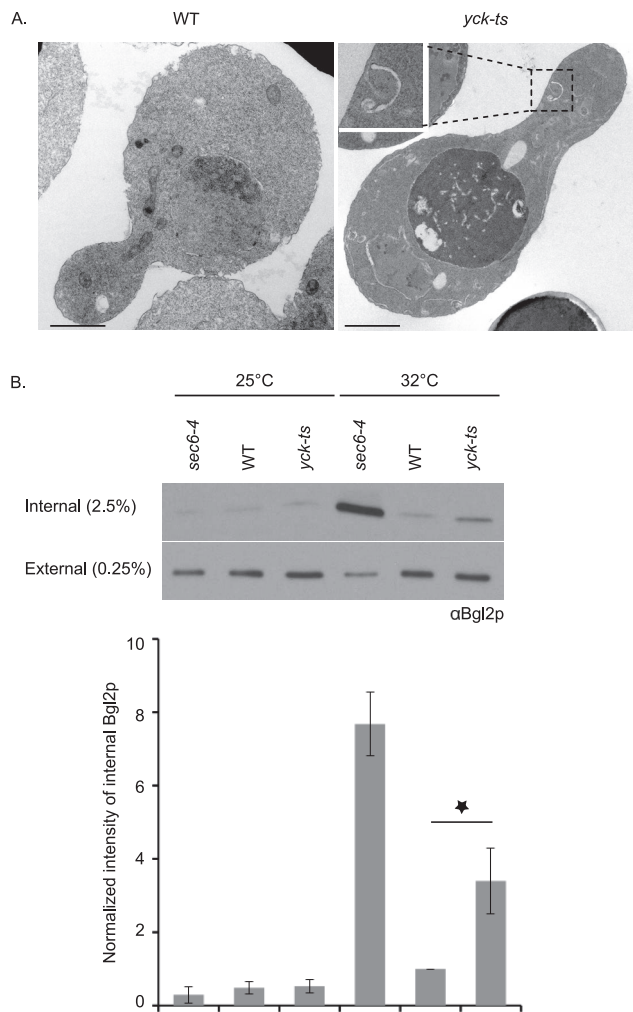 A.
WT
yck-ts
B.
25°C
32°C
sec6-4
WT
yck-ts
sec6-4
WT
yck-ts
Internal (2.5%)
External (0.25%)
αBgl2p
Normalized intensity of internal Bgl2p
10
8
6
4
2
0